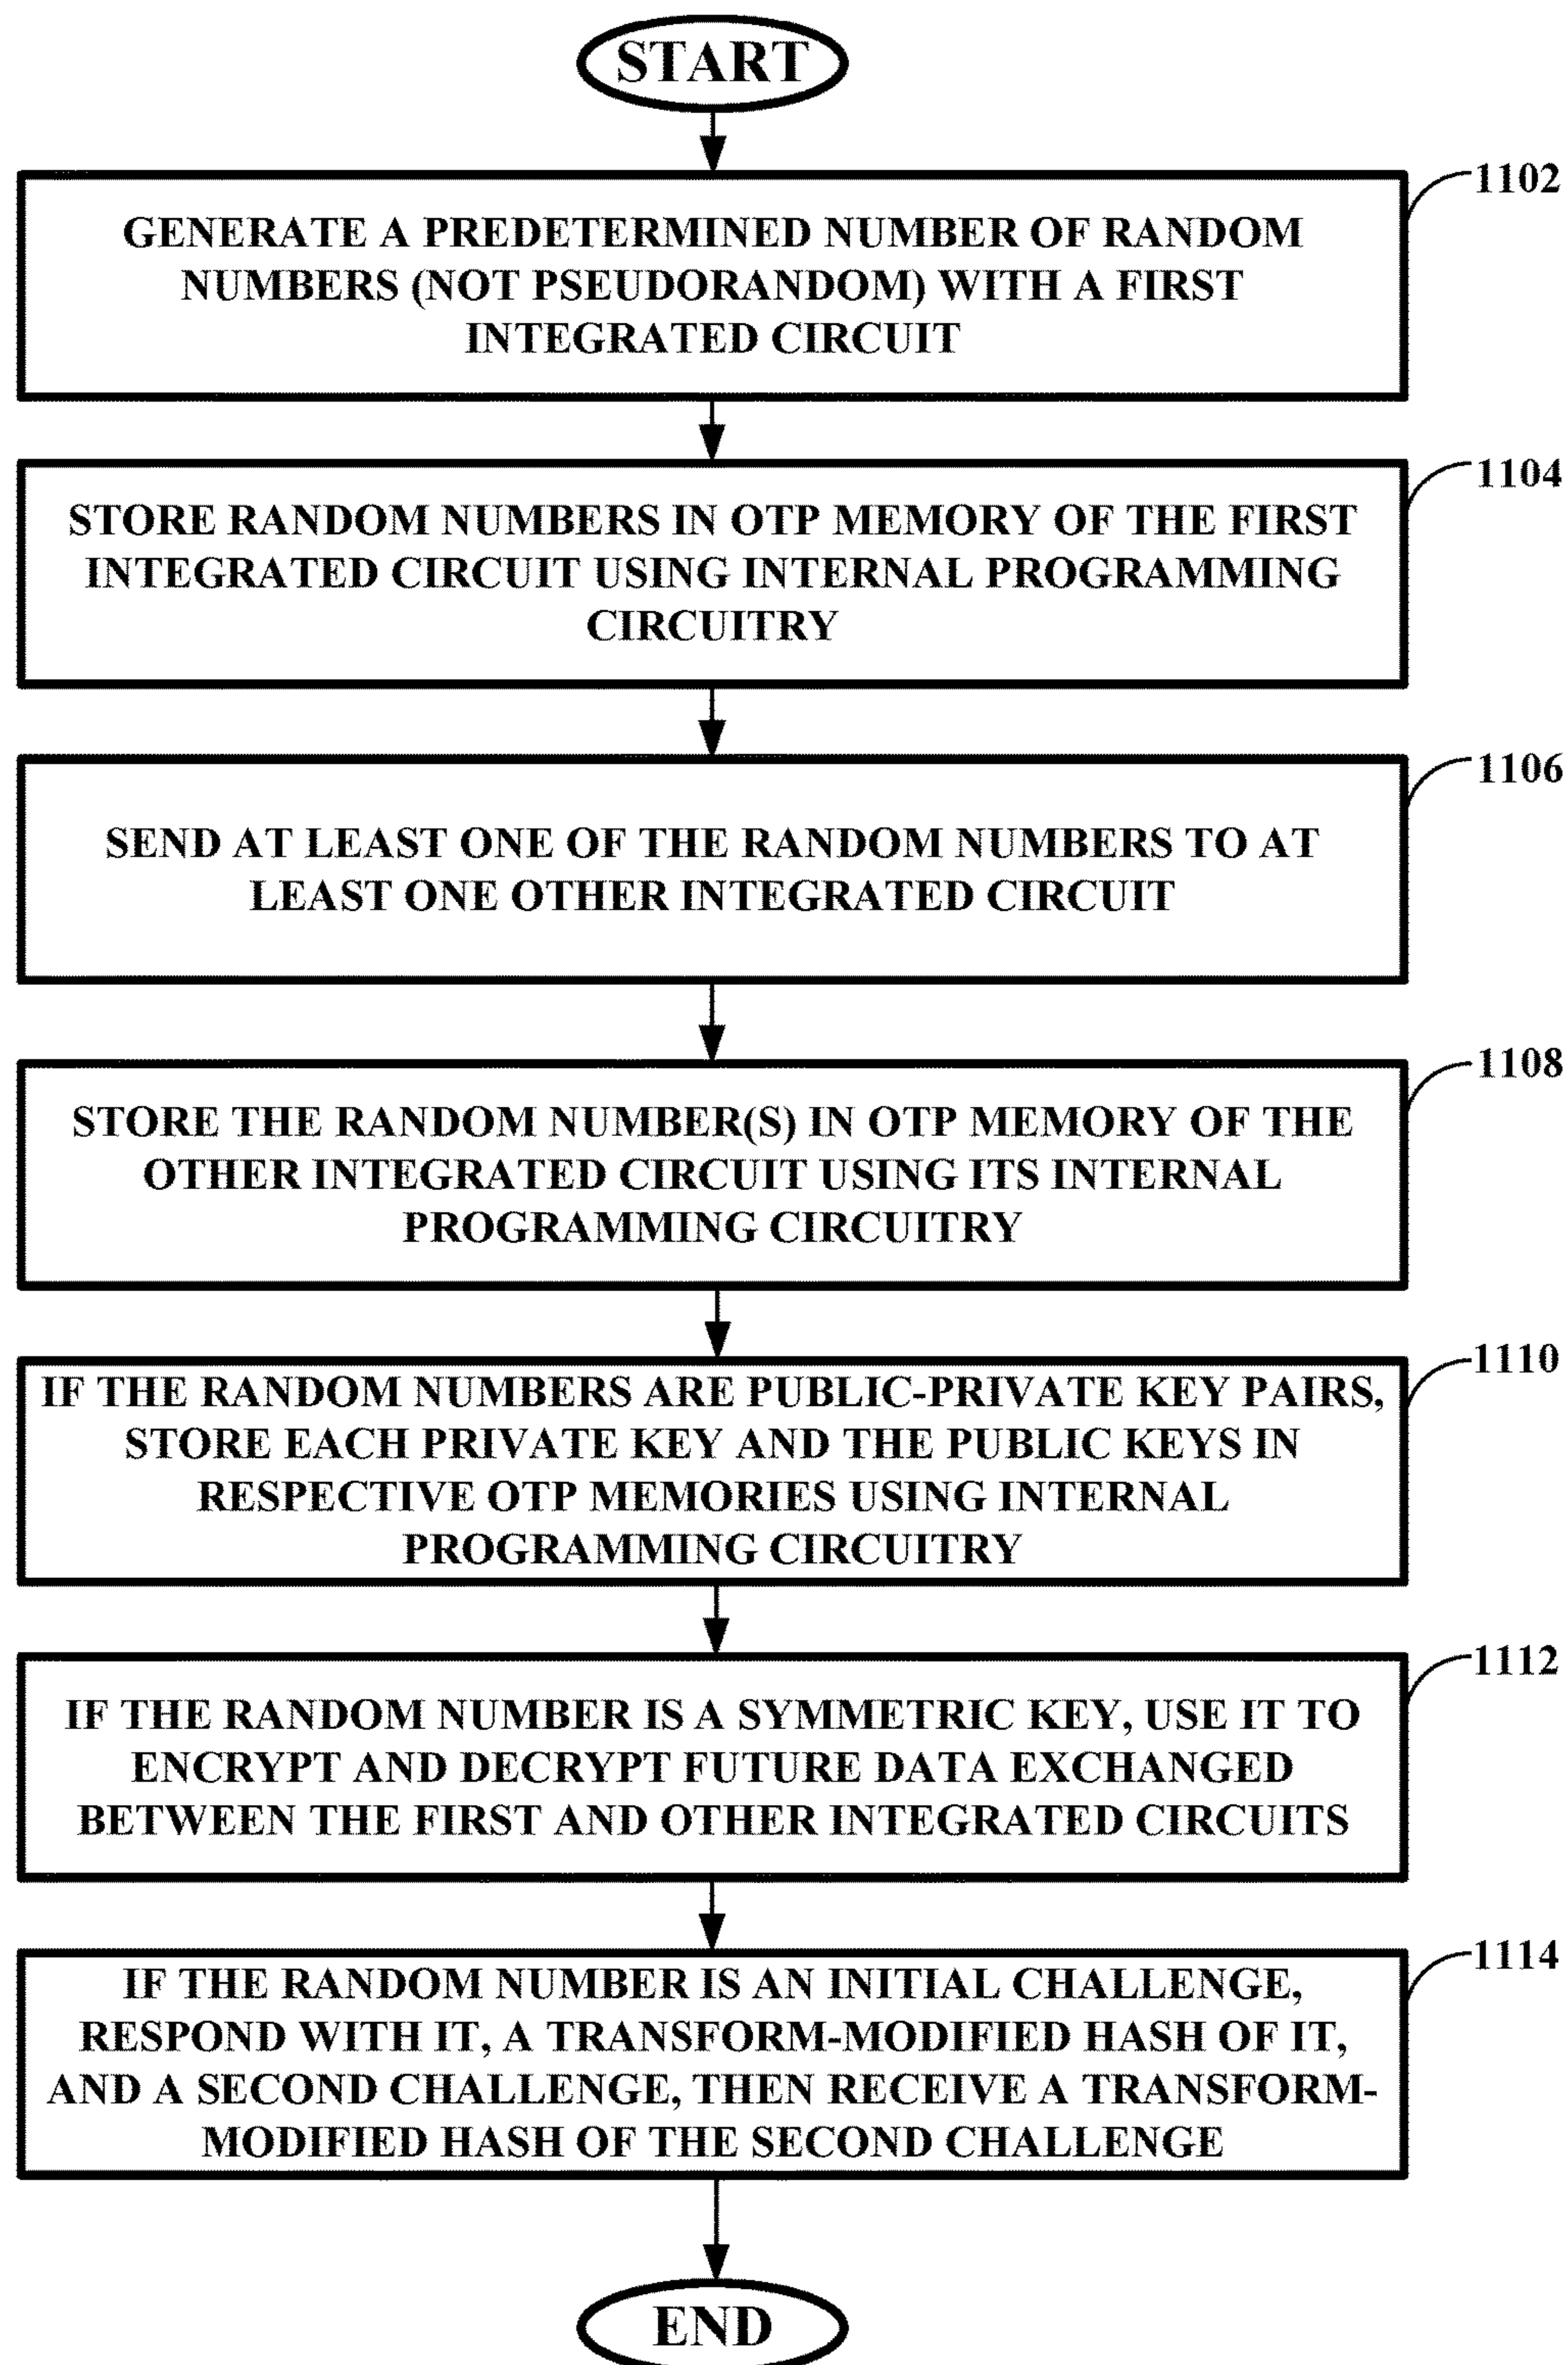 START
1102
GENERATE A PREDETERMINED NUMBER OF RANDOM
NUMBERS (NOT PSEUDORANDOM) WITH A FIRST
INTEGRATED CIRCUIT
1104
STORE RANDOM NUMBERS IN OTP MEMORY OF THE FIRST
INTEGRATED CIRCUIT USING INTERNAL PROGRAMMING
CIRCUITRY
1106
SEND AT LEAST ONE OF THE RANDOM NUMBERS TO AT
LEAST ONE OTHER INTEGRATED CIRCUIT
1108
STORE THE RANDOM NUMBER(S) IN OTP MEMORY OF THE
OTHER INTEGRATED CIRCUIT USING ITS INTERNAL
PROGRAMMING CIRCUITRY
1110
IF THE RANDOM NUMBERS ARE PUBLIC-PRIVATE KEY PAIRS,
STORE EACH PRIVATE KEY AND THE PUBLIC KEYS IN
RESPECTIVE OTP MEMORIES USING INTERNAL
PROGRAMMING CIRCUITRY
1112
IF THE RANDOM NUMBER IS A SYMMETRIC KEY, USE IT TO
ENCRYPT AND DECRYPT FUTURE DATA EXCHANGED
BETWEEN THE FIRST AND OTHER INTEGRATED CIRCUITS
1114
IF THE RANDOM NUMBER IS AN INITIAL CHALLENGE,
RESPOND WITH IT, A TRANSFORM-MODIFIED HASH OF IT,
AND A SECOND CHALLENGE, THEN RECEIVE A TRANSFORM-
MODIFIED HASH OF THE SECOND CHALLENGE
END